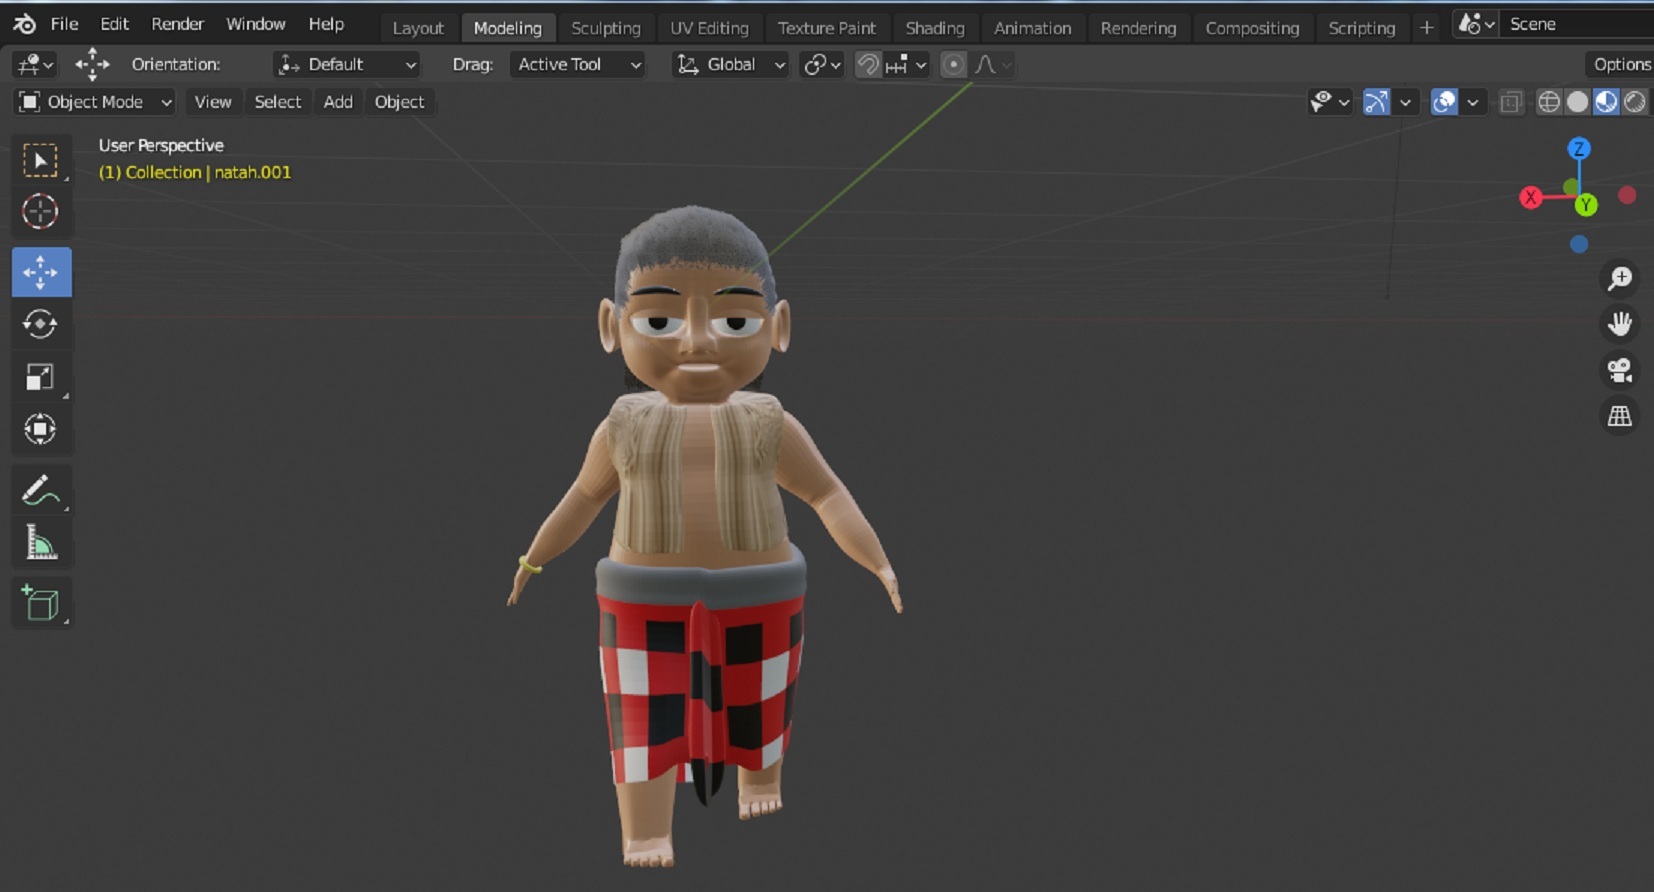 File Edit Render Window Help Layout Modeling Sculpting UV Editing Texture Paint Shading Animation Rendering Compositing Scripting + Scene
Orientation: Default Drag: Active Tool Global Options
Object Mode View Select Add Object
User Perspective
(1) Collection | natah.001
Z
X
Y